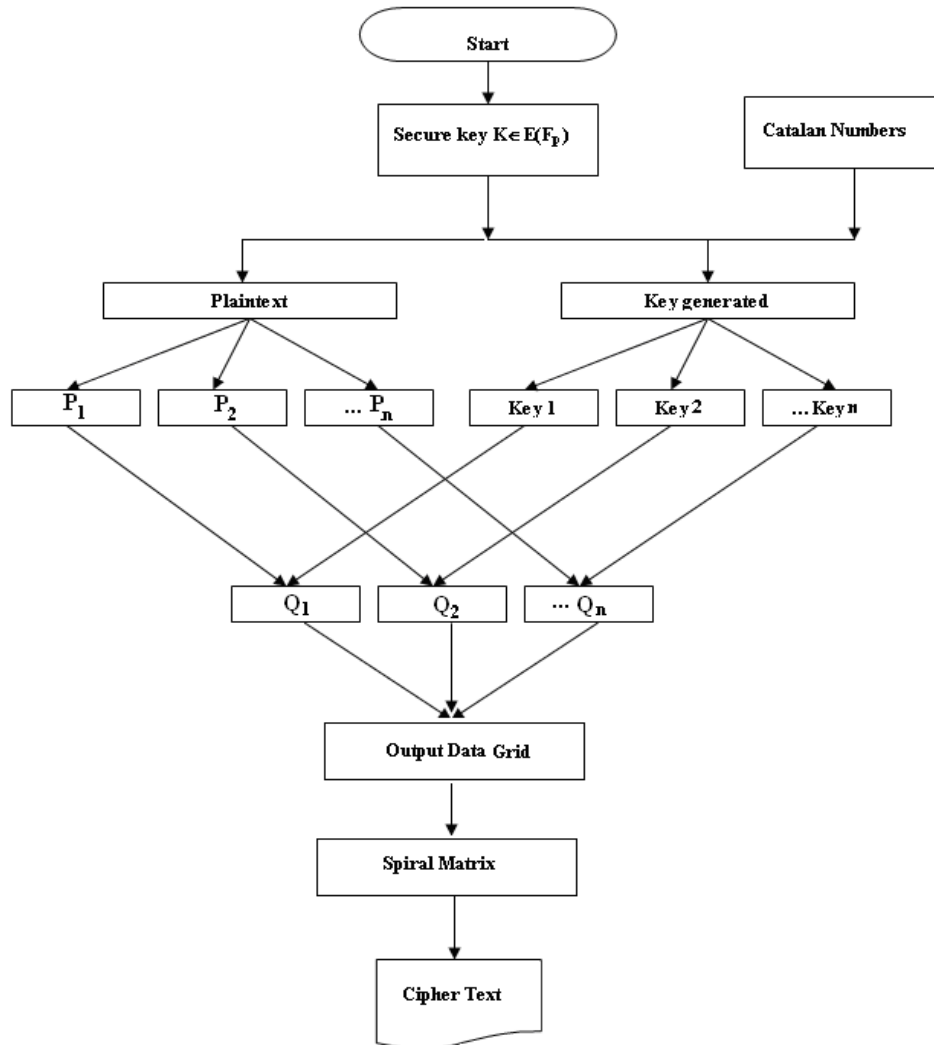 Start
Secure key K∈E(Fₚ)
Catalan Numbers
Plaintext
Key generated
P₁
P₂
... Pₙ
Key 1
Key 2
... Key n
Q₁
Q₂
... Qₙ
Output Data Grid
Spiral Matrix
Cipher Text